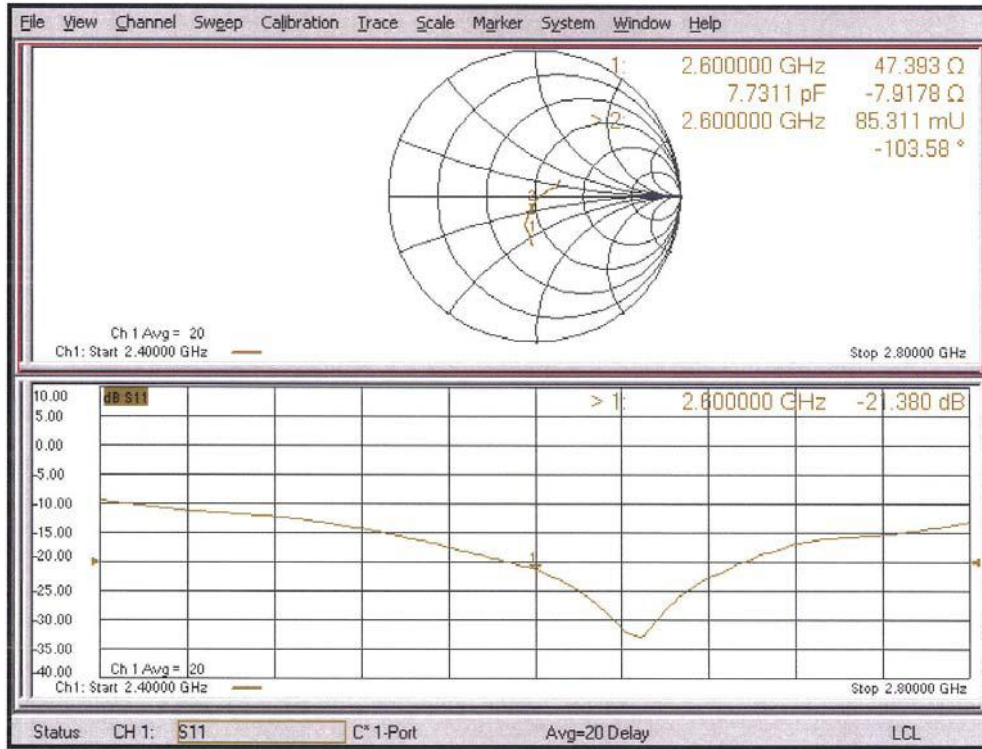 File View Channel Sweep Calibration Trace Scale Marker System Window Help
1: 2.600000 GHz 47.393 Ω
7.7311 pF -7.9178 Ω
> 2: 2.600000 GHz 85.311 mU
-103.58 °
2
1
Ch 1 Avg = 20
Ch1: Start 2.40000 GHz
Stop 2.80000 GHz
10.00
dB S11
> 1: 2.600000 GHz -21.380 dB
5.00
0.00
-5.00
-10.00
-15.00
-20.00
1
-25.00
-30.00
-35.00
-40.00
Ch 1 Avg = 20
Ch1: Start 2.40000 GHz
Stop 2.80000 GHz
Status CH 1: S11 C* 1-Port Avg=20 Delay LCL